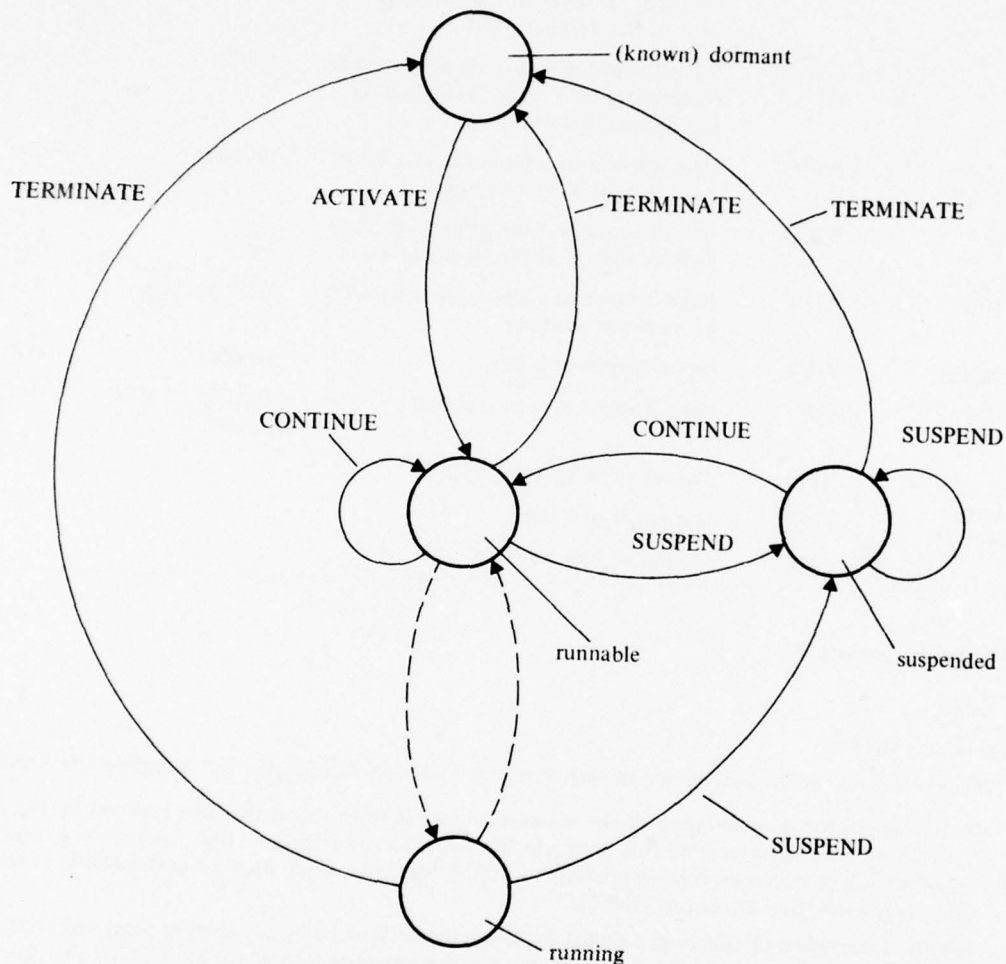 (known) dormant
TERMINATE
ACTIVATE
TERMINATE
TERMINATE
CONTINUE
CONTINUE
SUSPEND
SUSPEND
runnable
suspended
SUSPEND
running